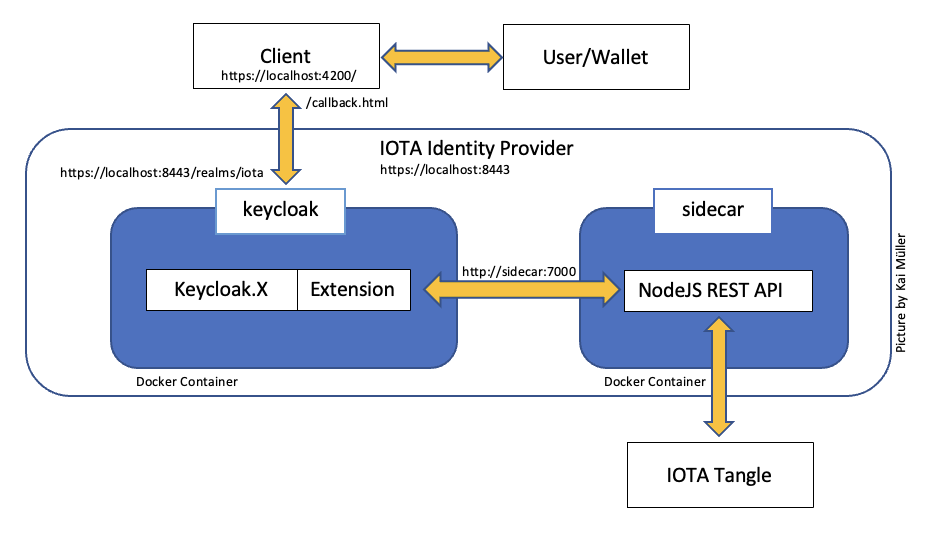 Client
https://localhost:4200/
User/Wallet
/callback.html
IOTA Identity Provider
https://localhost:8443
https://localhost:8443/realms/iota
keycloak
sidecar
http://sidecar:7000
Keycloak.X
Extension
NodeJS REST API
Docker Container
Docker Container
Picture by Kai Müller
IOTA Tangle